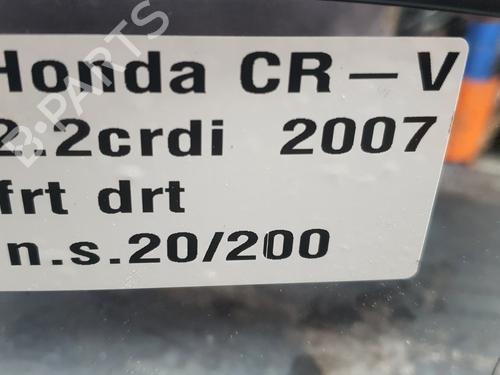 Honda CR-V
2.2crdi 2007
frt drt
n.s.20/200
B-PARTS